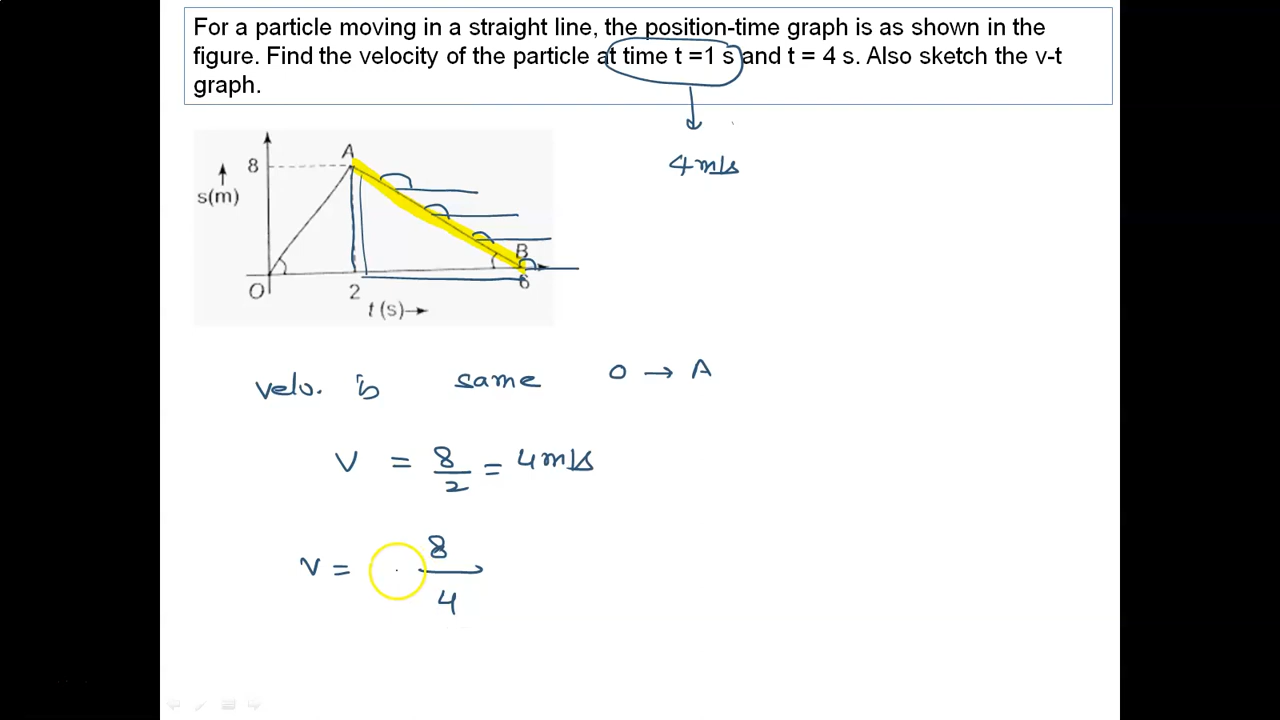 For a particle moving in a straight line, the position-time graph is as shown in the
figure. Find the velocity of the particle at time t =1 s and t = 4 s. Also sketch the v-t
graph.
4 m/s
A
8
s(m)
B
O
2
6
t (s)
velo. is same O → A
V = 8/2 = 4 m/s
V = 8/4